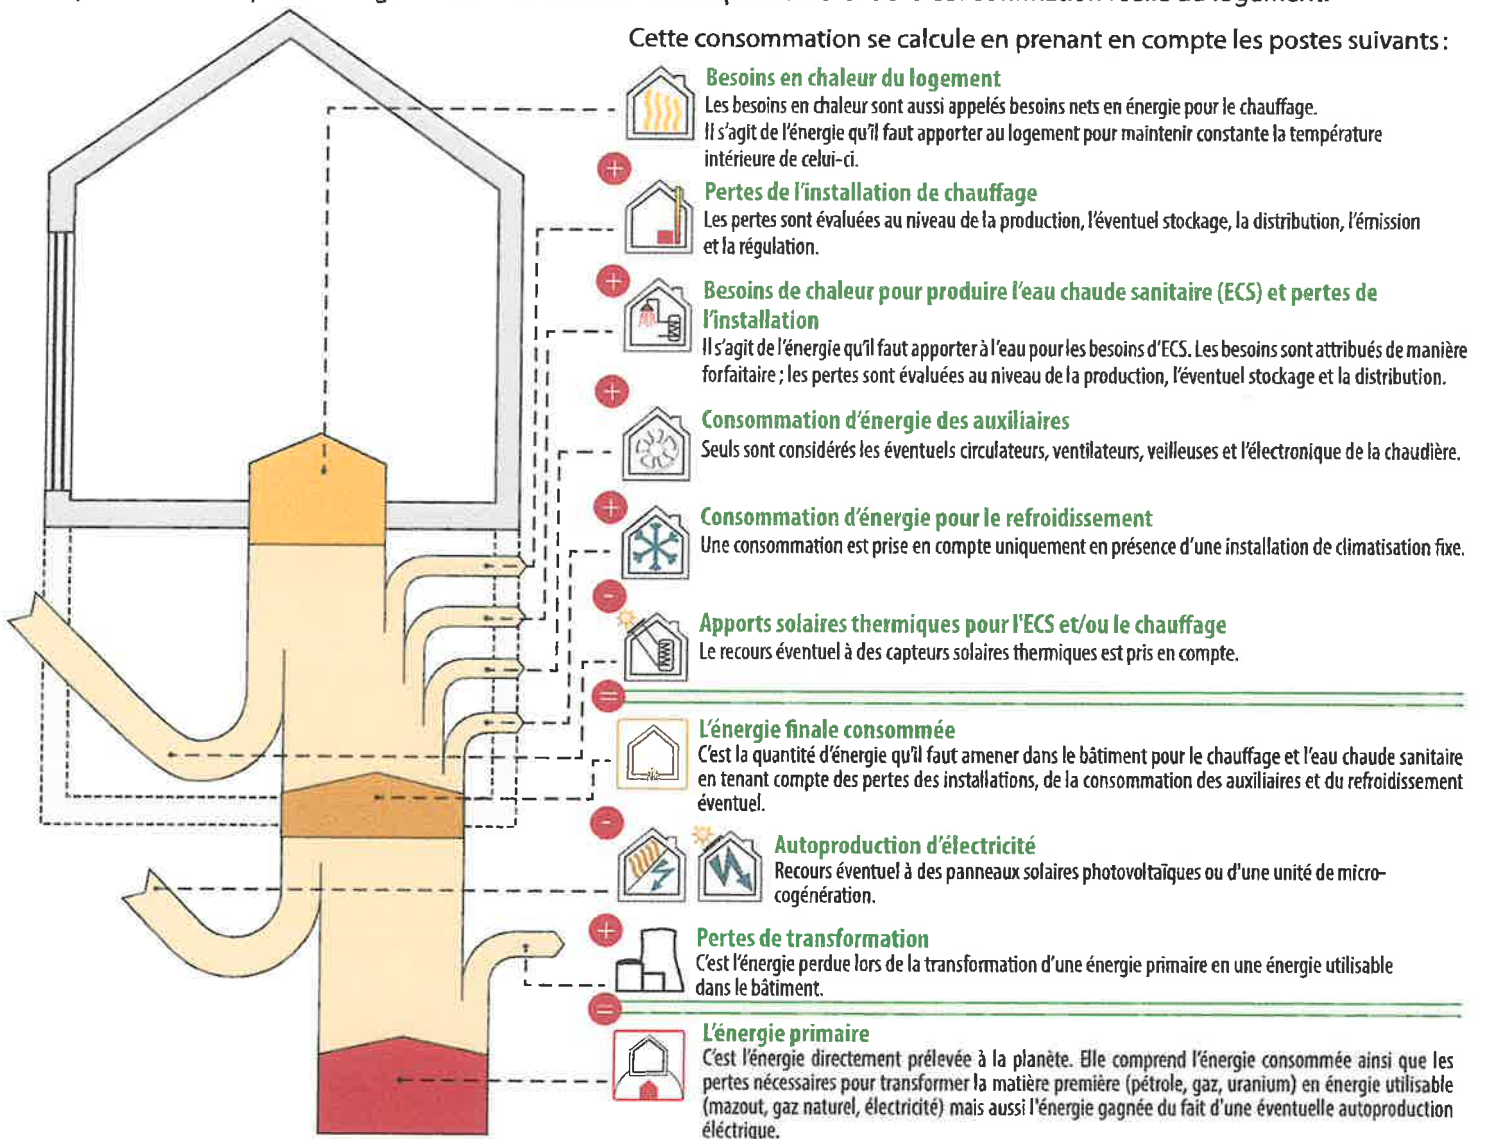 Cette consommation se calcule en prenant en compte les postes suivants :
Besoins en chaleur du logement
Les besoins en chaleur sont aussi appelés besoins nets en énergie pour le chauffage.
Il s'agit de l'énergie qu'il faut apporter au logement pour maintenir constante la température
intérieure de celui-ci.
+
Pertes de l'installation de chauffage
Les pertes sont évaluées au niveau de la production, l'éventuel stockage, la distribution, l'émission
et la régulation.
+
Besoins de chaleur pour produire l'eau chaude sanitaire (ECS) et pertes de
l'installation
Il s'agit de l'énergie qu'il faut apporter à l'eau pour les besoins d'ECS. Les besoins sont attribués de manière
forfaitaire ; les pertes sont évaluées au niveau de la production, l'éventuel stockage et la distribution.
+
Consommation d'énergie des auxiliaires
Seuls sont considérés les éventuels circulateurs, ventilateurs, veilleuses et l'électronique de la chaudière.
+
Consommation d'énergie pour le refroidissement
Une consommation est prise en compte uniquement en présence d'une installation de climatisation fixe.
-
Apports solaires thermiques pour l'ECS et/ou le chauffage
Le recours éventuel à des capteurs solaires thermiques est pris en compte.
=
L'énergie finale consommée
C'est la quantité d'énergie qu'il faut amener dans le bâtiment pour le chauffage et l'eau chaude sanitaire
en tenant compte des pertes des installations, de la consommation des auxiliaires et du refroidissement
éventuel.
-
Autoproduction d'électricité
Recours éventuel à des panneaux solaires photovoltaïques ou d'une unité de micro-
cogénération.
+
Pertes de transformation
C'est l'énergie perdue lors de la transformation d'une énergie primaire en une énergie utilisable
dans le bâtiment.
=
L'énergie primaire
C'est l'énergie directement prélevée à la planète. Elle comprend l'énergie consommée ainsi que les
pertes nécessaires pour transformer la matière première (pétrole, gaz, uranium) en énergie utilisable
(mazout, gaz naturel, électricité) mais aussi l'énergie gagnée du fait d'une éventuelle autoproduction
éléctrique.